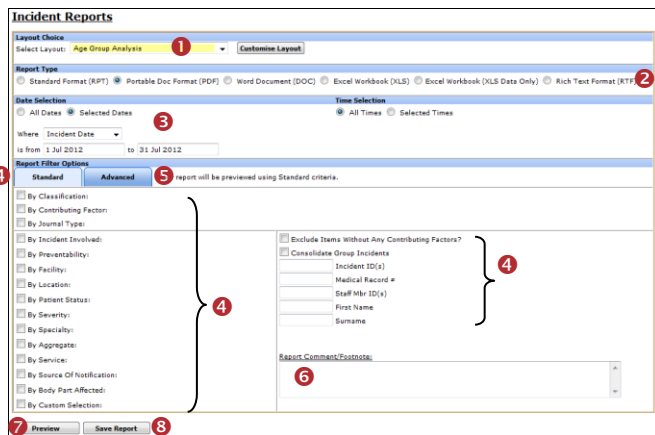 Incident Reports
Layout Choice
Select Layout: Age Group Analysis 1 Customise Layout
Report Type
Standard Format (RPT) Portable Doc Format (PDF) Word Document (DOC) Excel Workbook (XLS) Excel Workbook (XLS Data Only) Rich Text Format (RTF) 2
Date Selection Time Selection
All Dates Selected Dates 3 All Times Selected Times
Where Incident Date
is from 1 Jul 2012 to 31 Jul 2012
Report Filter Options
4 Standard Advanced 5 report will be previewed using Standard criteria.
By Classification:
By Contributing Factor:
By Journal Type:
By Incident Involved: Exclude Items Without Any Contributing Factors?
By Preventability: Consolidate Group Incidents
By Facility: Incident ID(s) 4
By Location: Medical Record #
By Patient Status: 4 Staff Mbr ID(s)
By Severity: First Name
By Specialty: Surname
By Aggregate:
By Service: Report Comment/Footnote:
By Source Of Notification: 6
By Body Part Affected:
By Custom Selection:
7 Preview Save Report 8